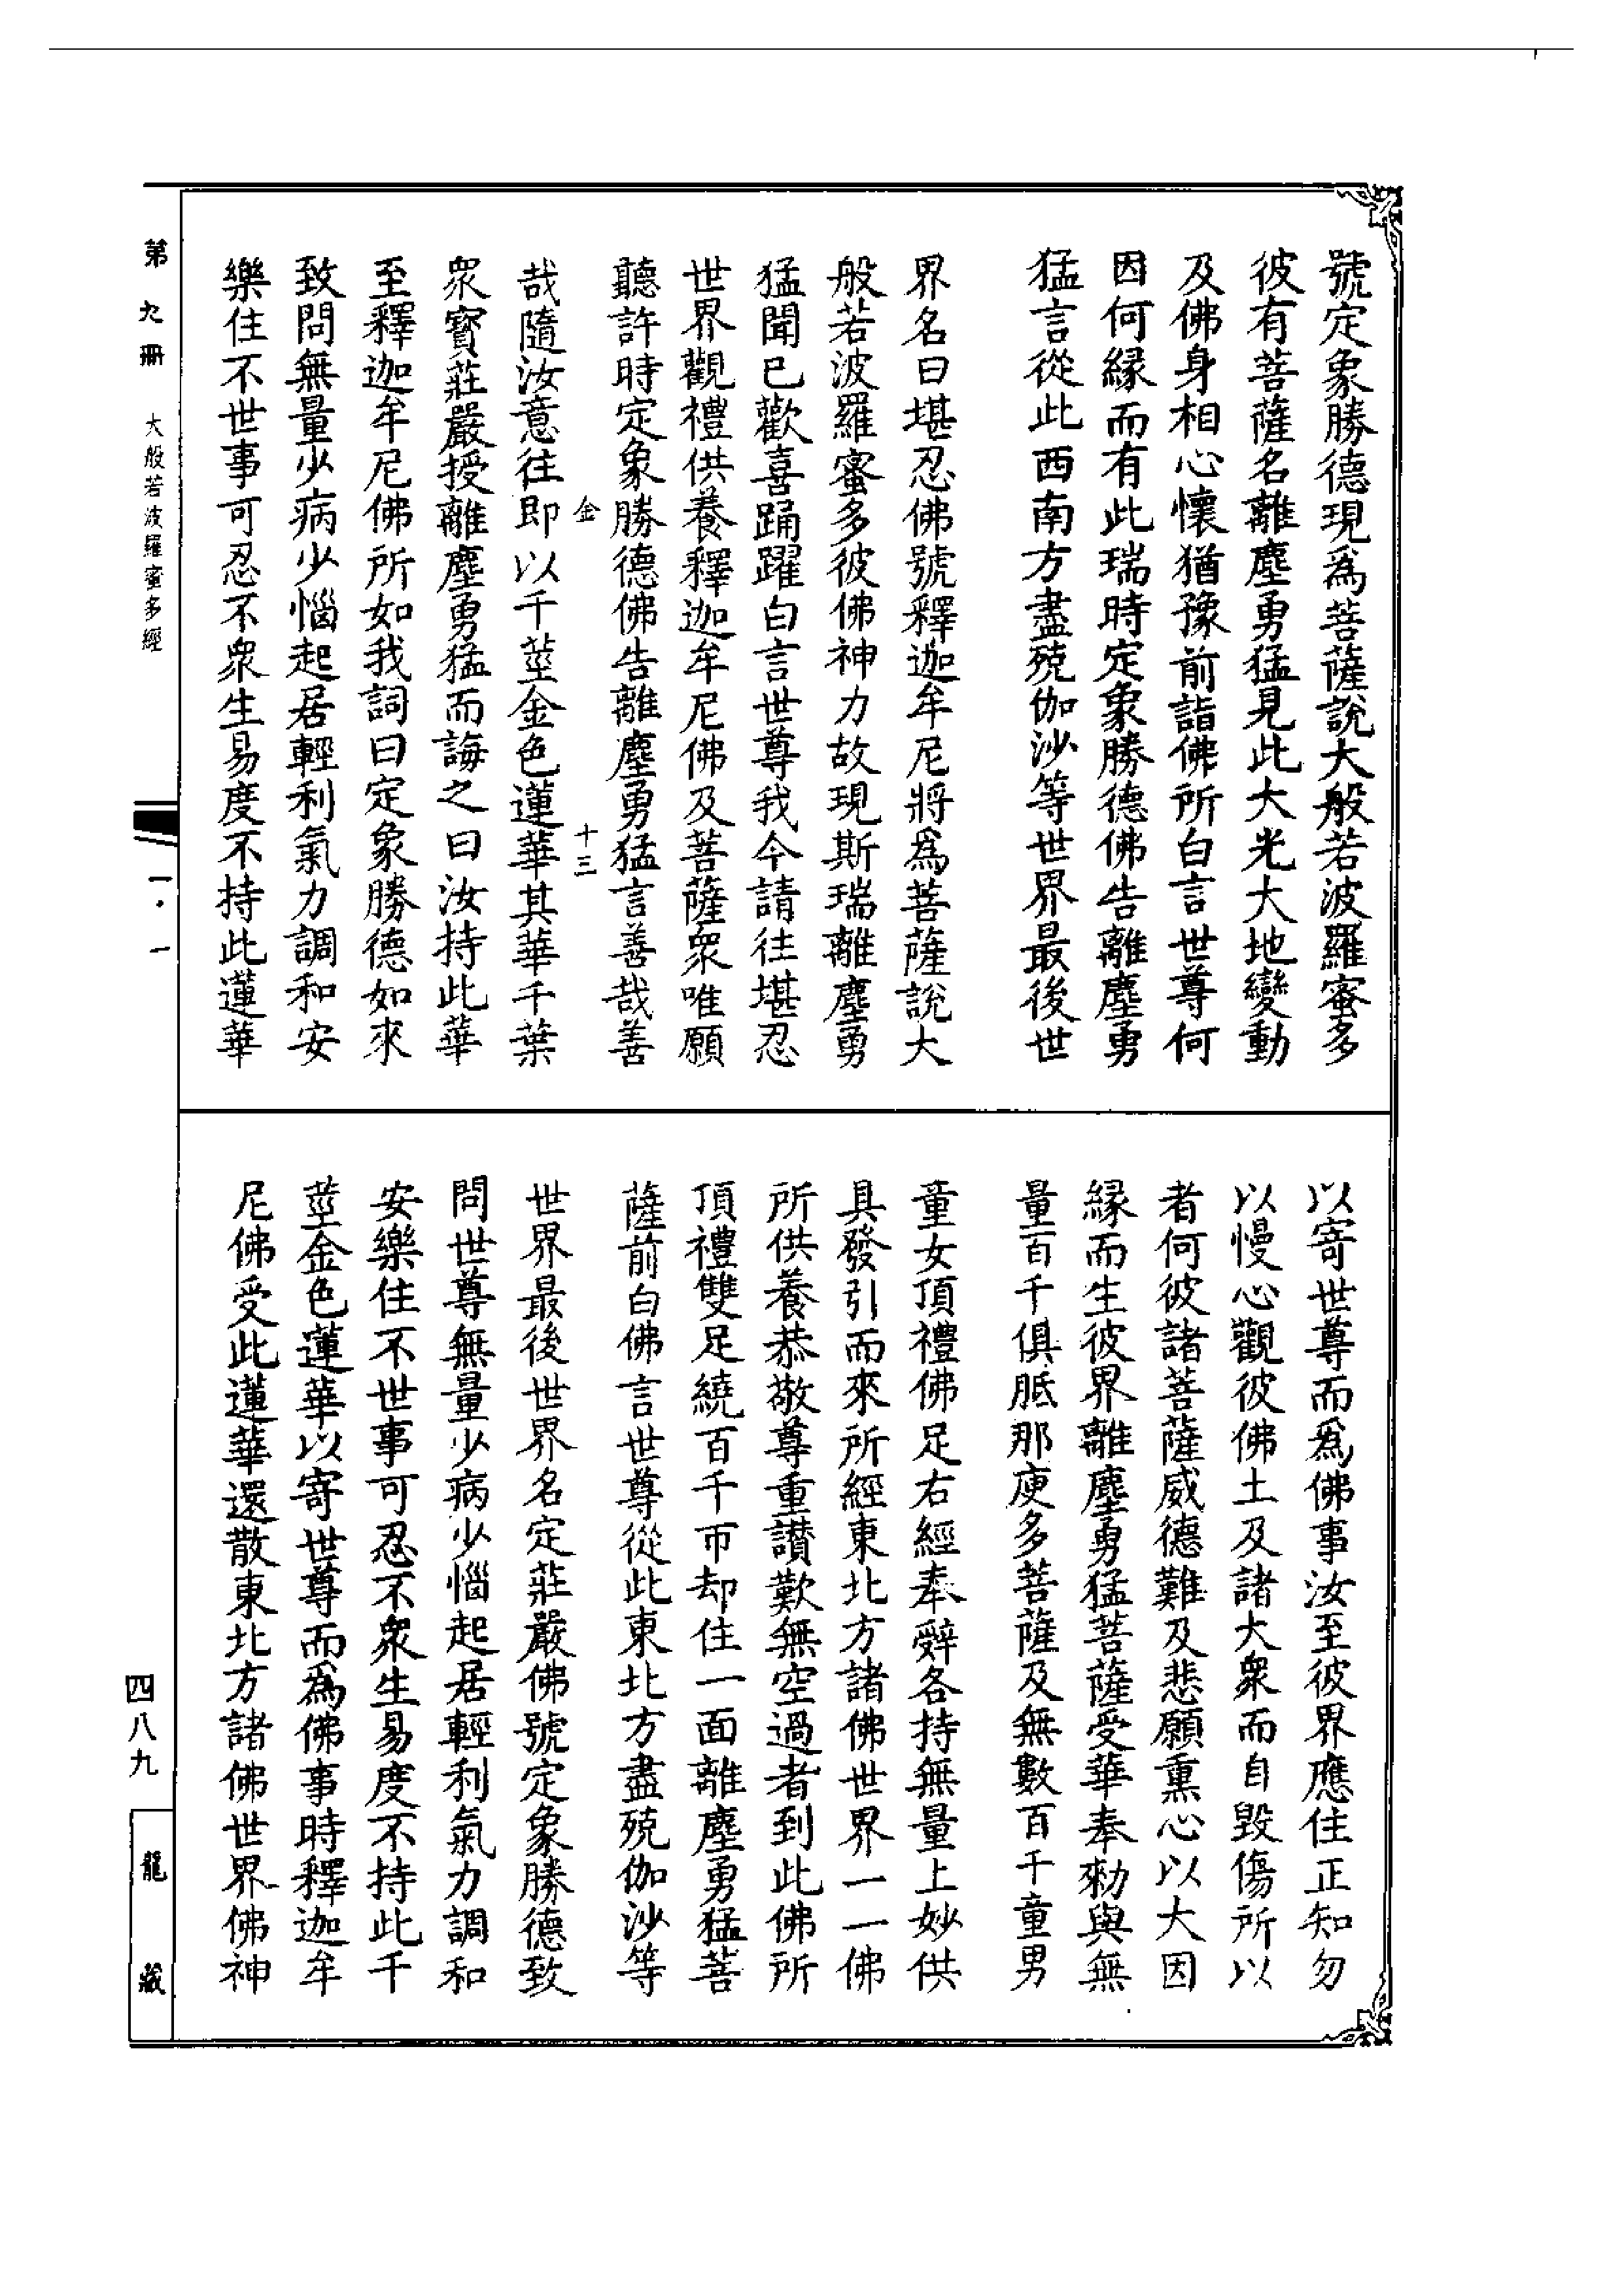 號定象勝德現爲菩薩說大般若波羅蜜多
彼有菩薩名離塵勇猛見此大光大地變動
及佛身相心懷猶豫前詣佛所白言世尊何
因何緣而有此瑞時定象勝德佛告離塵勇
猛言從此西南方盡殑伽沙等世界最後世
界名曰堪忍佛號釋迦牟尼將爲菩薩說大
般若波羅蜜多彼佛神力故現斯瑞離塵勇
猛聞已歡喜踊躍白言世尊我今請往堪忍
世界觀禮供養釋迦牟尼佛及菩薩衆唯願
聽許時定象勝德佛告離塵勇猛言善哉善
金 十三
哉隨汝意往即以千莖金色蓮華其華千葉
衆寶莊嚴授離塵勇猛而誨之曰汝持此華
至釋迦牟尼佛所如我詞曰定象勝德如來
致問無量少病少惱起居輕利氣力調和安
樂住不世事可忍不衆生易度不持此蓮華
以寄世尊而爲佛事汝至彼界應住正知勿
以慢心觀彼佛土及諸大衆而自毀傷所以
者何彼諸菩薩威德難及悲願熏心以大因
緣而生彼界離塵勇猛菩薩受華奉勑與無
量百千俱胝那庾多菩薩及無數百千童男
童女頂禮佛足右繞奉辭各持無量上妙供
具發引而來所經東北方諸佛世界一一佛
所供養恭敬尊重讃歎無空過者到此佛所
頂禮雙足繞百千帀却住一面離塵勇猛菩
薩前白佛言世尊從此東北方盡殑伽沙等
世界最後世界名定莊嚴佛號定象勝德致
問世尊無量少病少惱起居輕利氣力調和
安樂住不世事可忍不衆生易度不持此千
莖金色蓮華以寄世尊而爲佛事時釋迦牟
尼佛受此蓮華還散東北方諸佛世界佛神
第九冊 大般若波羅蜜多經
一·一
四八九
龍藏